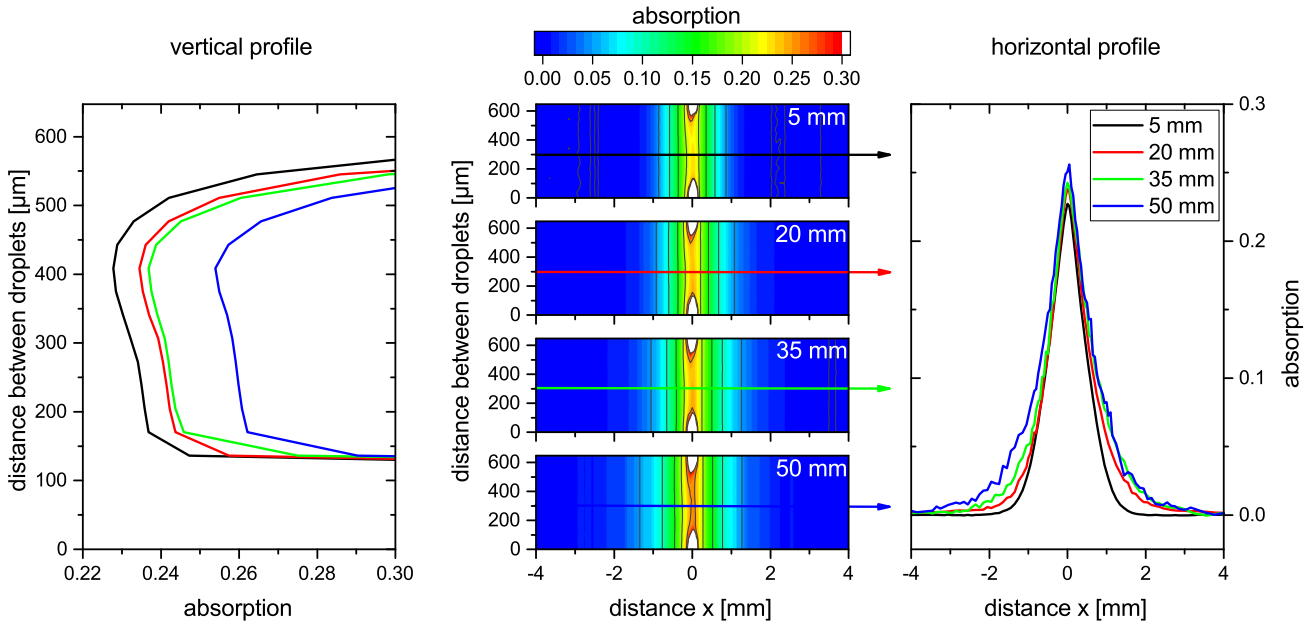 absorption
vertical profile
horizontal profile
0.00 0.05 0.10 0.15 0.20 0.25 0.30
distance between droplets [µm]
600
500
400
300
200
100
0
0.22 0.24 0.26 0.28 0.30
absorption
distance between droplets [µm]
600
400
200
0
5 mm
600
400
200
0
20 mm
600
400
200
0
35 mm
600
400
200
0
50 mm
-4 -2 0 2 4
distance x [mm]
5 mm
20 mm
35 mm
50 mm
0.3
0.2
0.1
0.0
absorption
-4 -2 0 2 4
distance x [mm]